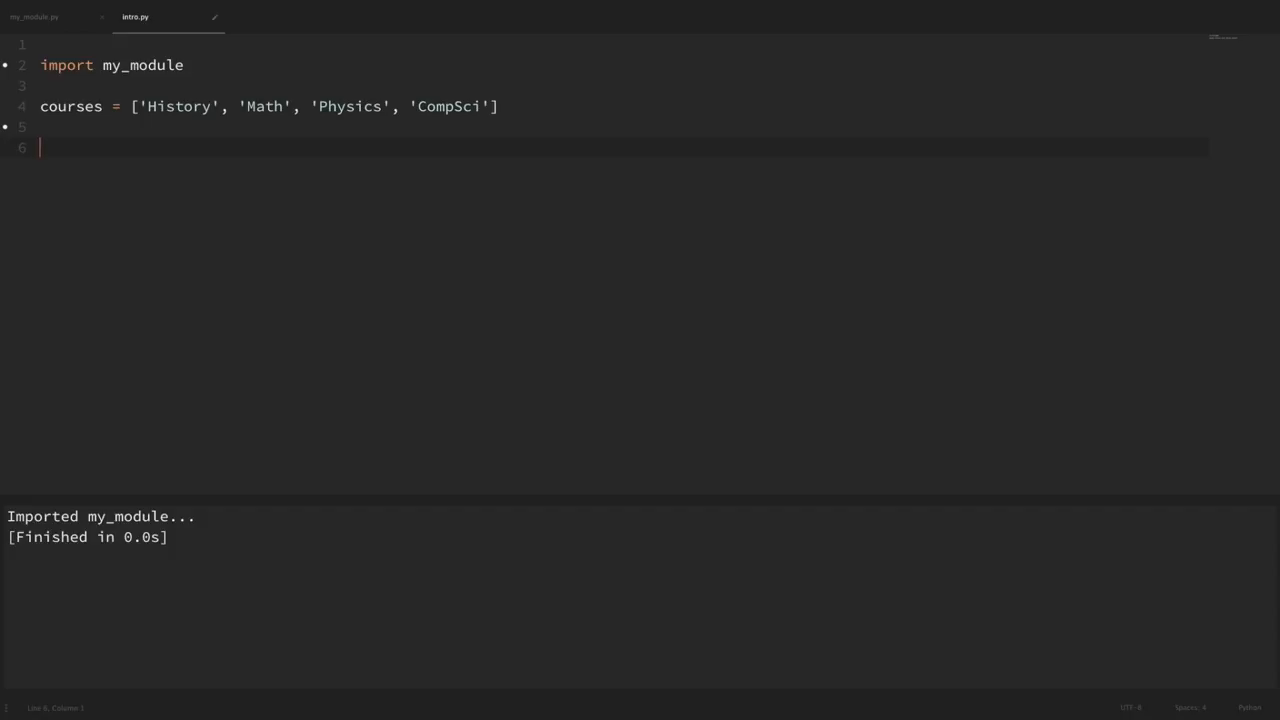 my_module.py × intro.py
1
2 import my_module
3
4 courses = ['History', 'Math', 'Physics', 'CompSci']
5
6
Imported my_module...
[Finished in 0.0s]
Line 6, Column 1 UTF-8 Spaces: 4 Python